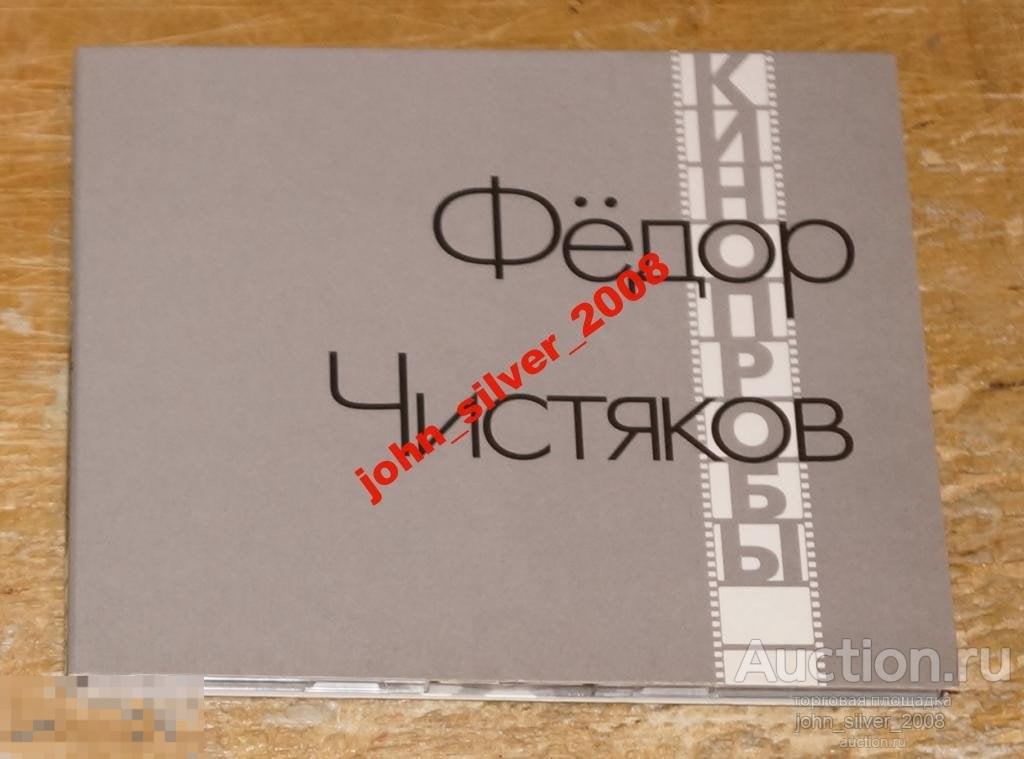 КИНОПРОБЫ
Фёдор
Чистяков
john_silver_2008
Auction.ru
торговая площадка
john_silver_2008
auction.ru